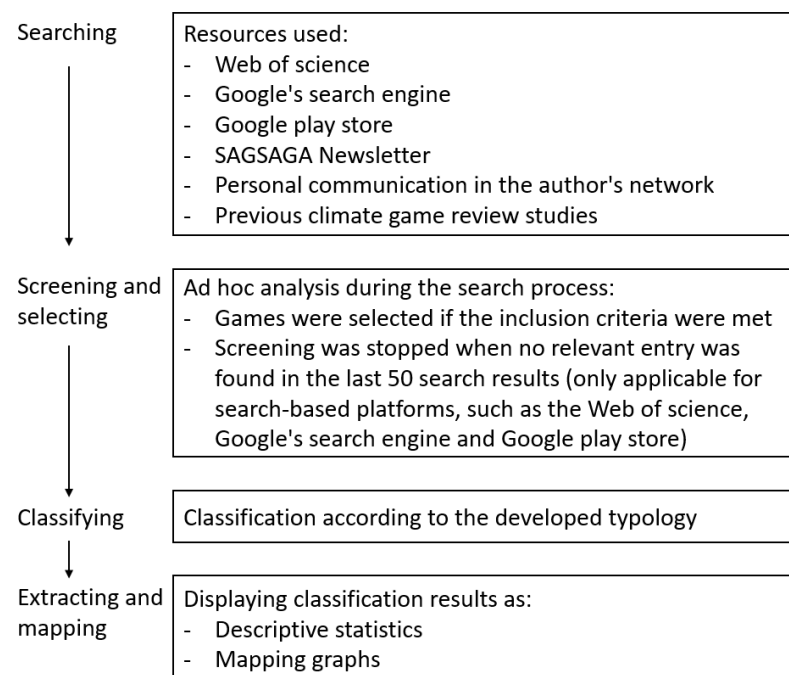 Searching
Resources used:
- Web of science
- Google's search engine
- Google play store
- SAGSAGA Newsletter
- Personal communication in the author's network
- Previous climate game review studies
Screening and
selecting
Ad hoc analysis during the search process:
- Games were selected if the inclusion criteria were met
- Screening was stopped when no relevant entry was
found in the last 50 search results (only applicable for
search-based platforms, such as the Web of science,
Google's search engine and Google play store)
Classifying
Classification according to the developed typology
Extracting and
mapping
Displaying classification results as:
- Descriptive statistics
- Mapping graphs